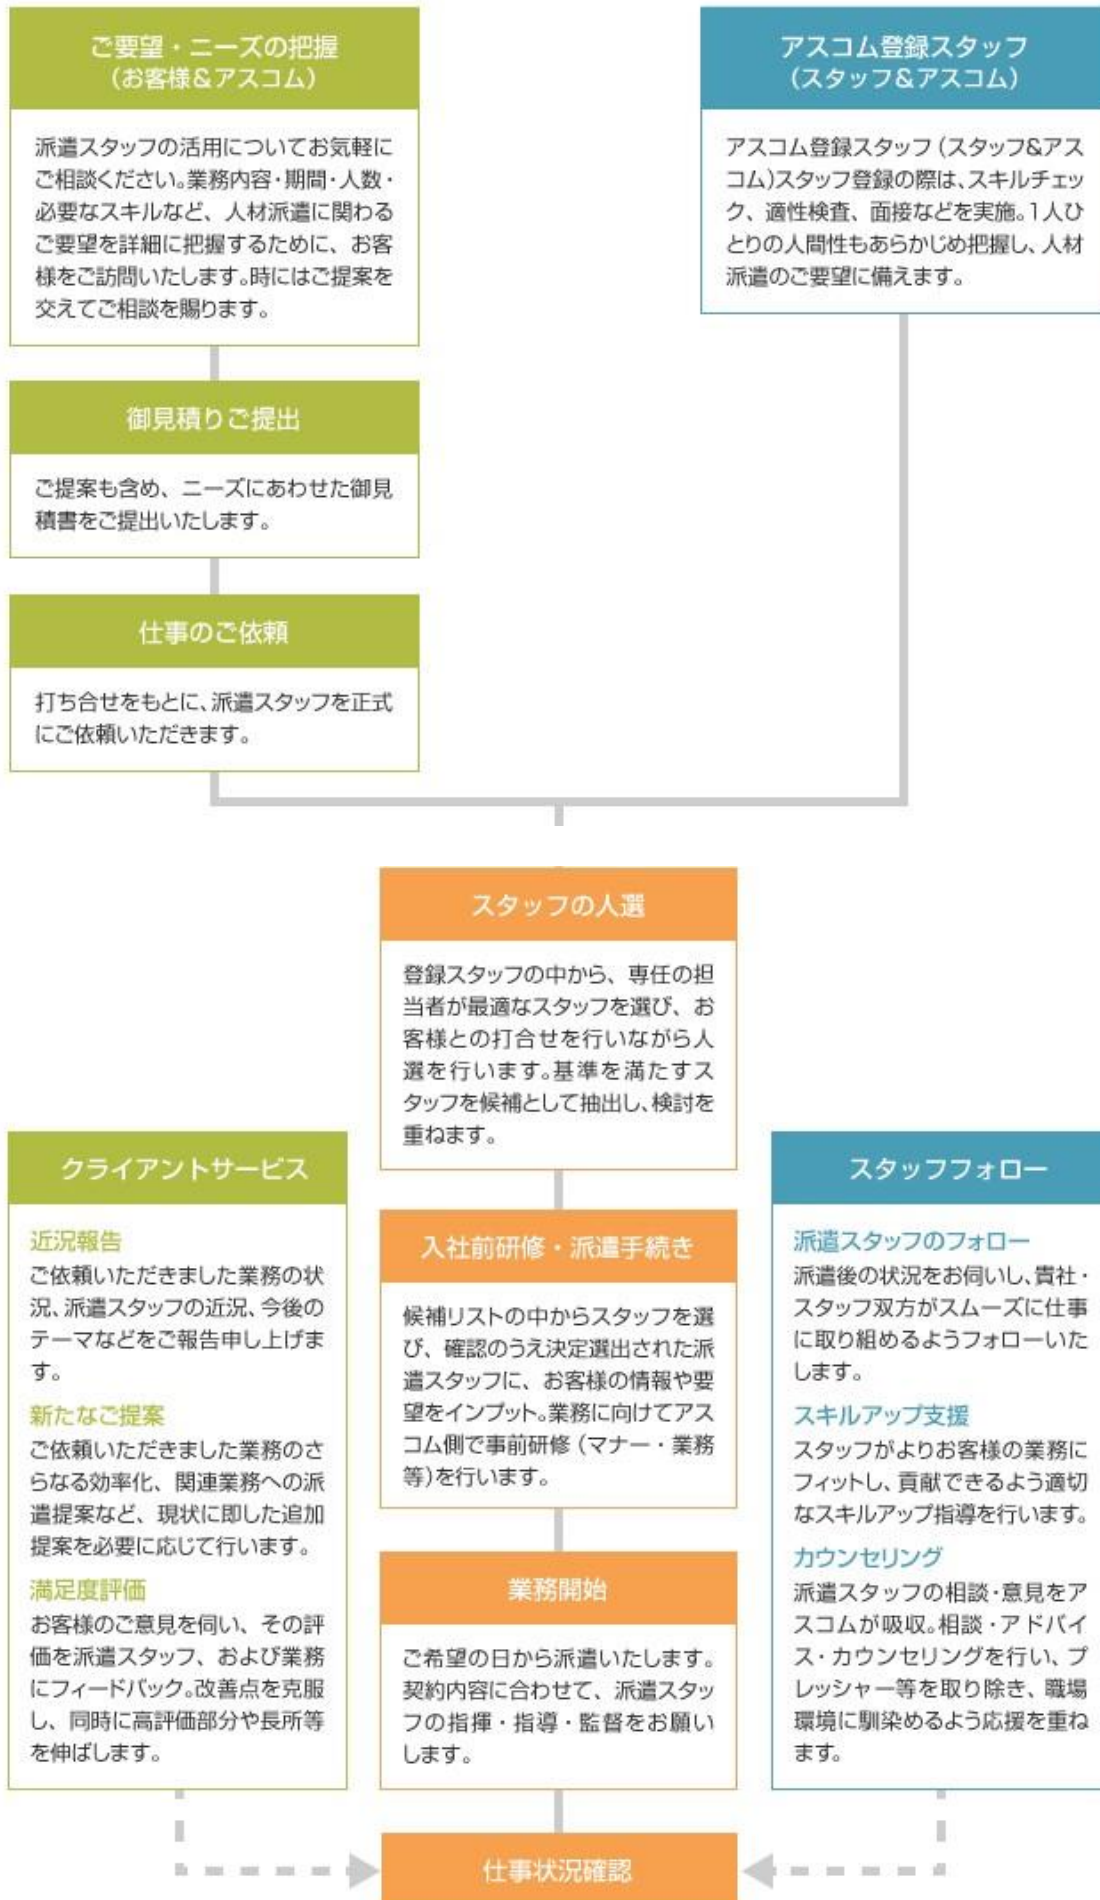 ご要望・ニーズの把握
(お客様&アスコム)
派遣スタッフの活用についてお気軽に
ご相談ください。業務内容・期間・人数・
必要なスキルなど、人材派遣に関わる
ご要望を詳細に把握するために、お客
様をご訪問いたします。時にはご提案を
交えてご相談を賜ります。
御見積りご提出
ご提案も含め、ニーズにあわせた御見
積書をご提出いたします。
仕事のご依頼
打ち合せをもとに、派遣スタッフを正式
にご依頼いただきます。
アスコム登録スタッフ
(スタッフ&アスコム)
アスコム登録スタッフ(スタッフ&アス
コム)スタッフ登録の際は、スキルチェッ
ク、適性検査、面接などを実施。1人ひ
とりの人間性もあらかじめ把握し、人材
派遣のご要望に備えます。
スタッフの人選
登録スタッフの中から、専任の担
当者が最適なスタッフを選び、お
客様との打合せを行いながら人
選を行います。基準を満たすス
タッフを候補として抽出し、検討を
重ねます。
入社前研修・派遣手続き
候補リストの中からスタッフを選
び、確認のうえ決定選出された派
遣スタッフに、お客様の情報や要
望をインプット。業務に向けてアス
コム側で事前研修(マナー・業務
等)を行います。
業務開始
ご希望の日から派遣いたします。
契約内容に合わせて、派遣スタッ
フの指揮・指導・監督をお願い
します。
クライアントサービス
近況報告
ご依頼いただきました業務の状
況、派遣スタッフの近況、今後の
テーマなどをご報告申し上げま
す。
新たなご提案
ご依頼いただきました業務のさ
らなる効率化、関連業務への派
遣提案など、現状に即した追加
提案を必要に応じて行います。
満足度評価
お客様のご意見を伺い、その評
価を派遣スタッフ、および業務
にフィードバック。改善点を克服
し、同時に高評価部分や長所等
を伸ばします。
スタッフフォロー
派遣スタッフのフォロー
派遣後の状況をお伺いし、貴社・
スタッフ双方がスムーズに仕事
に取り組めるようフォローいた
します。
スキルアップ支援
スタッフがよりお客様の業務に
フィットし、貢献できるよう適切
なスキルアップ指導を行います。
カウンセリング
派遣スタッフの相談・意見をア
スコムが吸収。相談・アドバイ
ス・カウンセリングを行い、プ
レッシャー等を取り除き、職場
環境に馴染めるよう応援を重ね
ます。
仕事状況確認